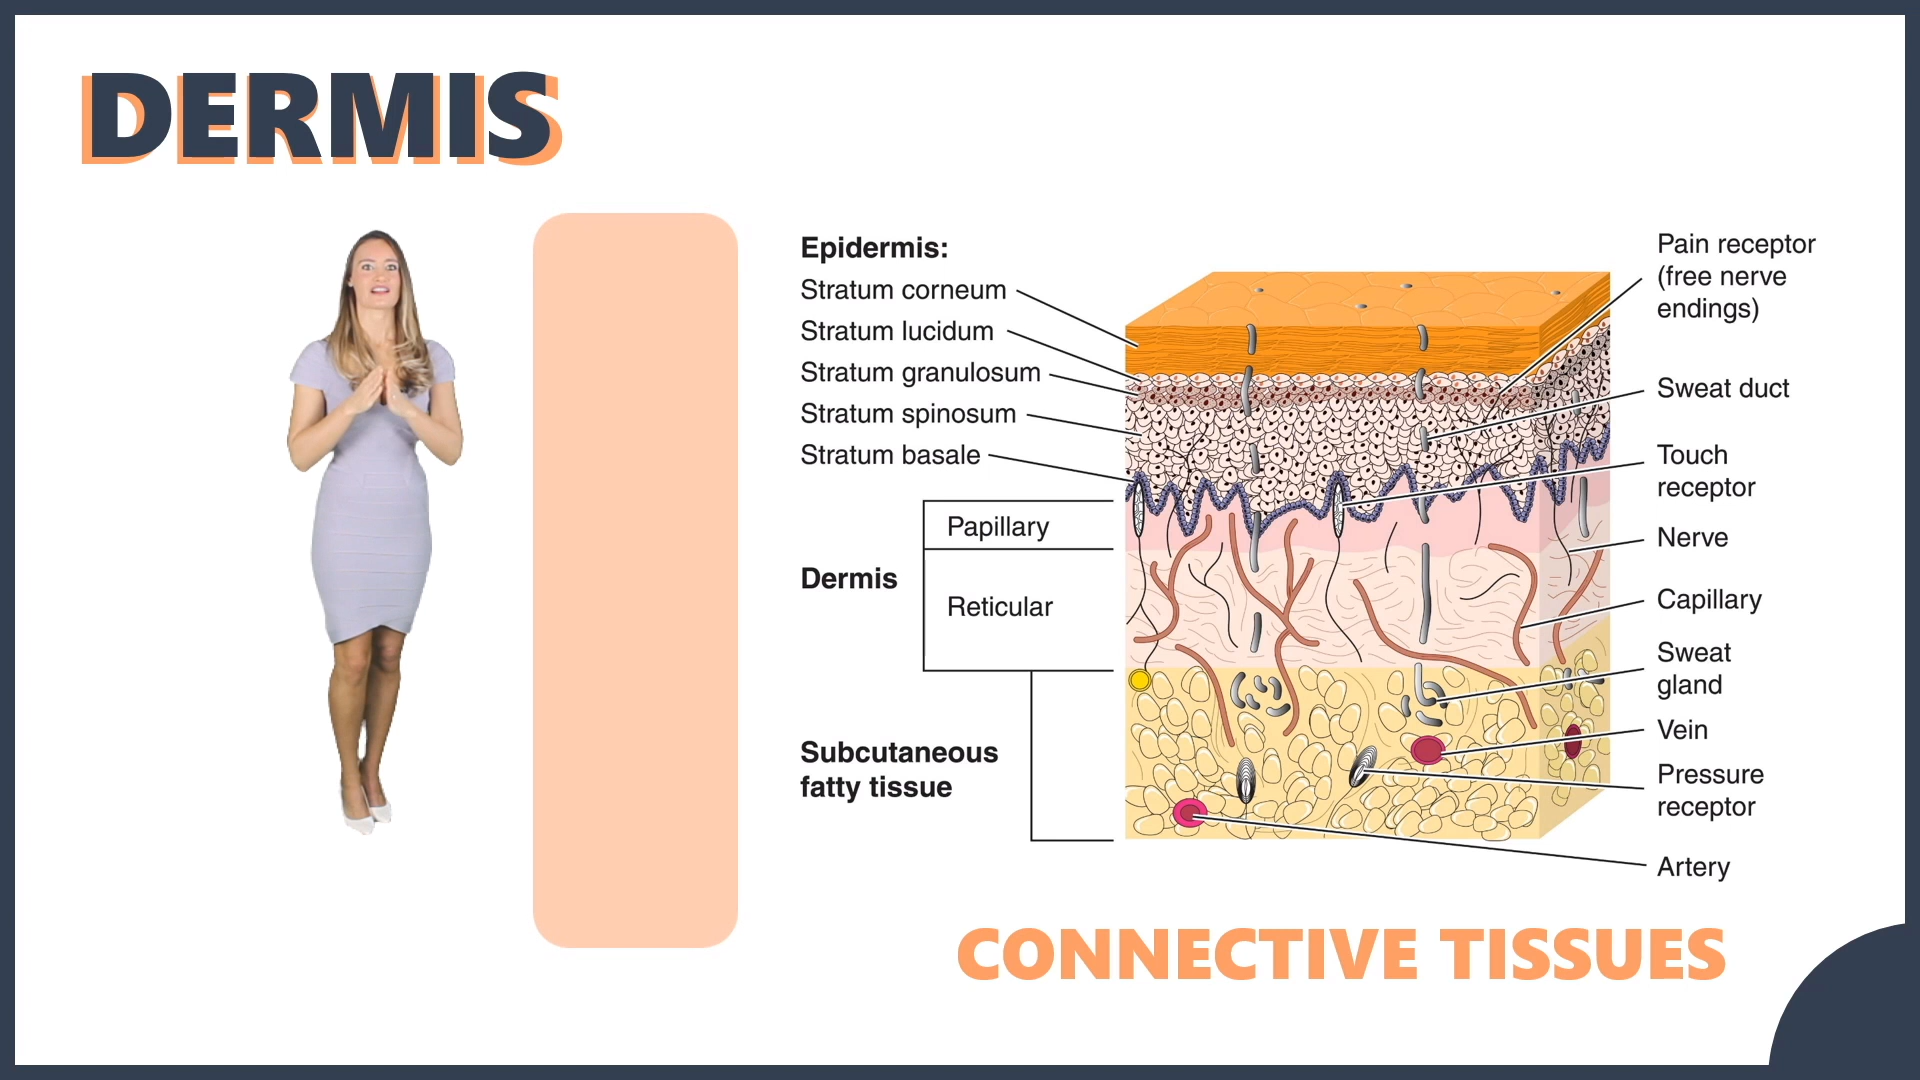 DERMIS
Epidermis:
Stratum corneum
Stratum lucidum
Stratum granulosum
Stratum spinosum
Stratum basale
Papillary
Dermis
Reticular
Subcutaneous
fatty tissue
Pain receptor
(free nerve
endings)
Sweat duct
Touch
receptor
Nerve
Capillary
Sweat
gland
Vein
Pressure
receptor
Artery
CONNECTIVE TISSUES